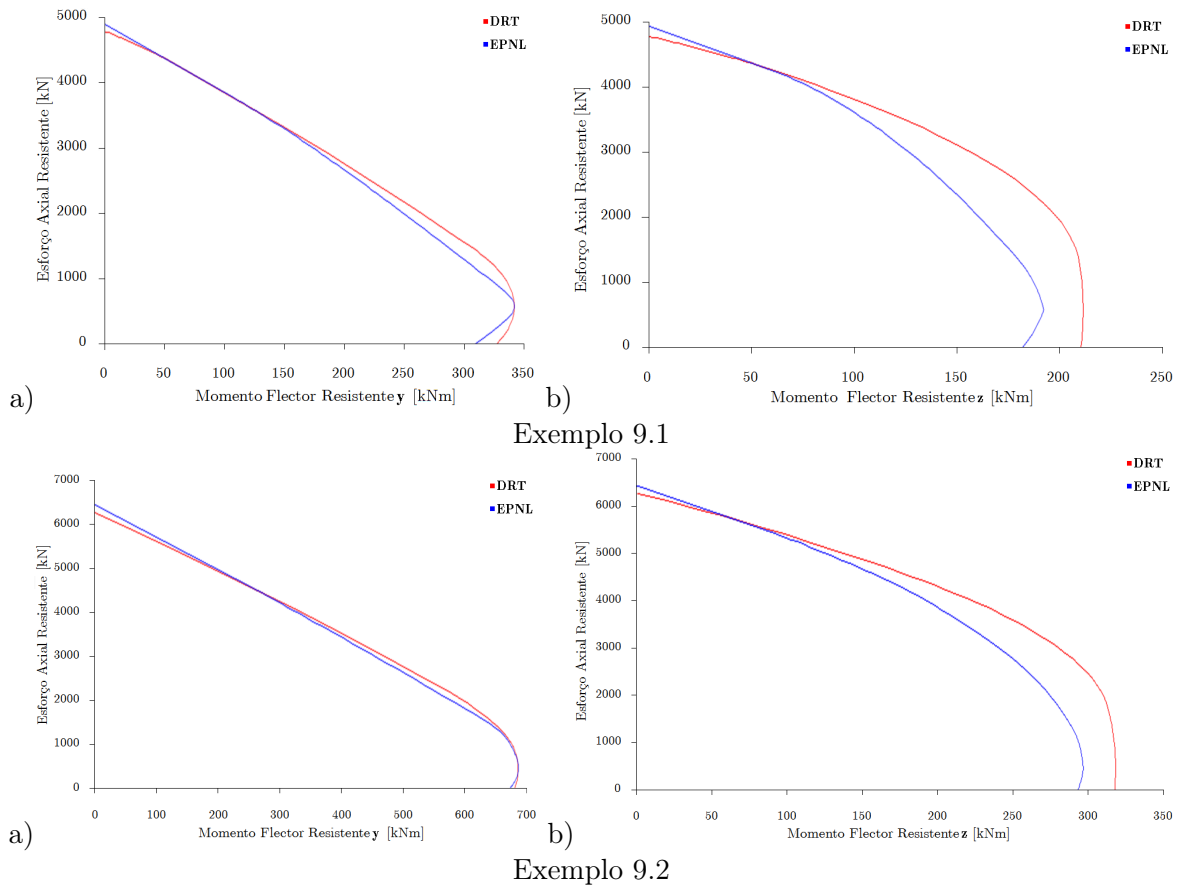 5000
4000
3000
2000
1000
0
Esforço Axial Resistente [kN]
DRT
EPNL
0 50 100 150 200 250 300 350
Momento Flector Resistente y [kNm]
a)
5000
4000
3000
2000
1000
0
Esforço Axial Resistente [kN]
DRT
EPNL
0 50 100 150 200 250
Momento Flector Resistente z [kNm]
b)
Exemplo 9.1
7000
6000
5000
4000
3000
2000
1000
0
Esforço Axial Resistente [kN]
DRT
EPNL
0 100 200 300 400 500 600 700
Momento Flector Resistente y [kNm]
a)
7000
6000
5000
4000
3000
2000
1000
0
Esforço Axial Resistente [kN]
DRT
EPNL
0 50 100 150 200 250 300 350
Momento Flector Resistente z [kNm]
b)
Exemplo 9.2